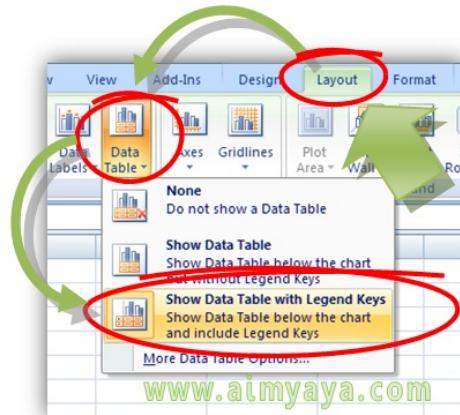 View Add-Ins Design Layout Format
Data Labels
Data Table
Axes
Gridlines
Plot Area
None
Do not show a Data Table
Show Data Table
Show Data Table below the chart
but without Legend Keys
Show Data Table with Legend Keys
Show Data Table below the chart
and include Legend Keys
More Data Table Options...
www.aimyaya.com